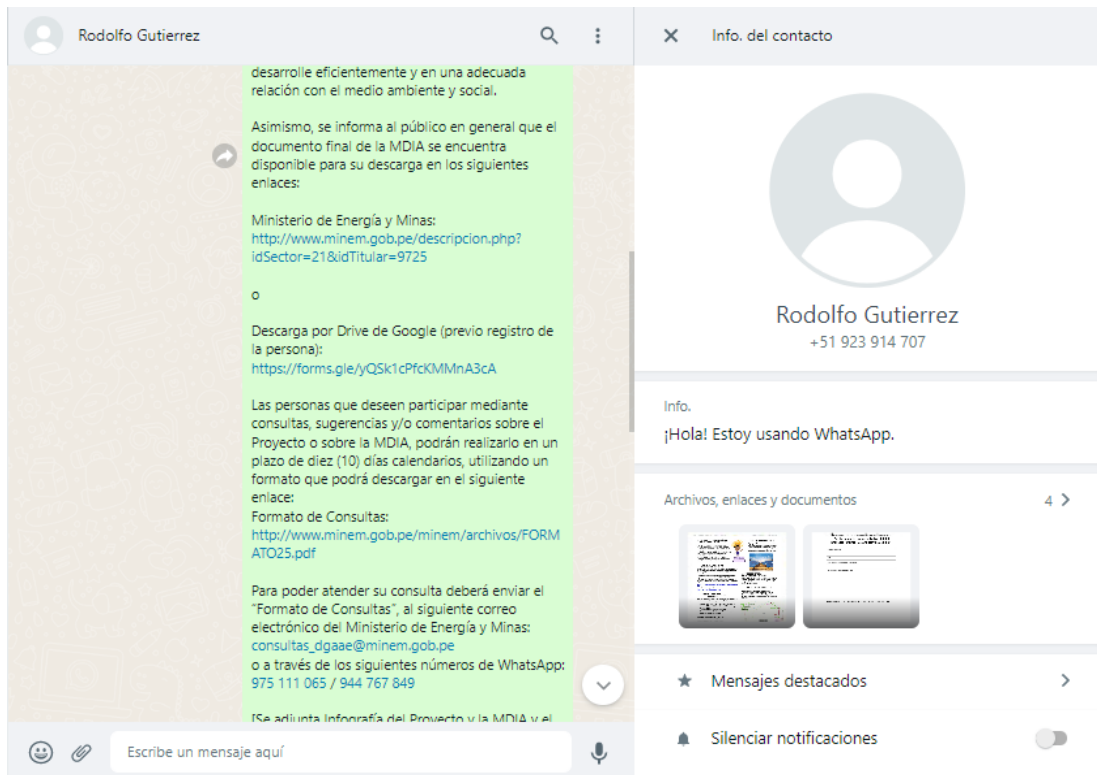 Rodolfo Gutierrez
desarrolle eficientemente y en una adecuada
relación con el medio ambiente y social.
Asimismo, se informa al público en general que el
documento final de la MDIA se encuentra
disponible para su descarga en los siguientes
enlaces:
Ministerio de Energía y Minas:
http://www.minem.gob.pe/descripcion.php?
idSector=21&idTitular=9725
o
Descarga por Drive de Google (previo registro de
la persona):
https://forms.gle/yQSk1cPfcKMMnA3cA
Las personas que deseen participar mediante
consultas, sugerencias y/o comentarios sobre el
Proyecto o sobre la MDIA, podrán realizarlo en un
plazo de diez (10) días calendarios, utilizando un
formato que podrá descargar en el siguiente
enlace:
Formato de Consultas:
http://www.minem.gob.pe/minem/archivos/FORM
ATO25.pdf
Para poder atender su consulta deberá enviar el
"Formato de Consultas", al siguiente correo
electrónico del Ministerio de Energía y Minas:
consultas_dgaae@minem.gob.pe
o a través de los siguientes números de WhatsApp:
975 111 065 / 944 767 849
[Se adjunta Infografía del Proyecto y la MDIA y el
Escribe un mensaje aquí
Info. del contacto
Rodolfo Gutierrez
+51 923 914 707
Info.
¡Hola! Estoy usando WhatsApp.
Archivos, enlaces y documentos
4
Mensajes destacados
Silenciar notificaciones